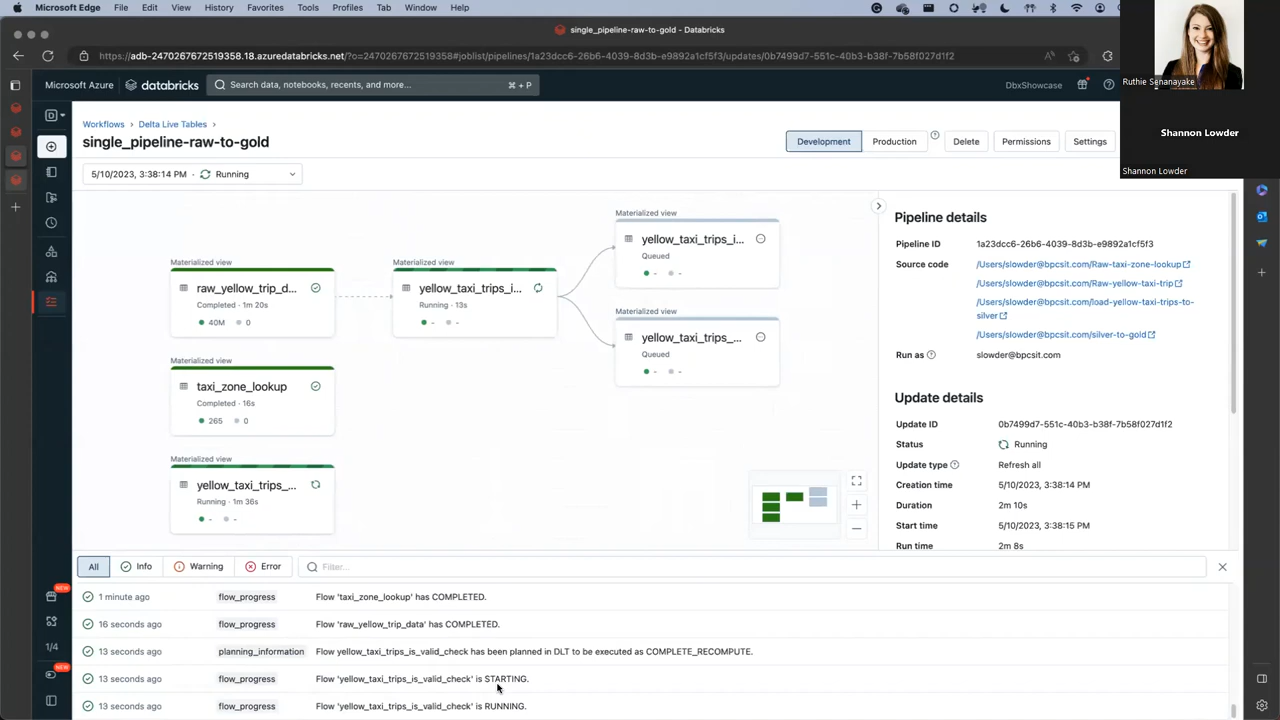 Microsoft Edge File Edit View History Favorites Tools Profiles Tab Window Help
single_pipeline-raw-to-gold - Databricks
https://adb-2470267672519358.18.azuredatabricks.net/?o=2470267672519358#joblist/pipelines/1a23dcc6-26b6-4039-8d3b-e9892a1cf5f3/updates/0b7499d7-551c-40b3-b38f-7b58f027d1f2
Microsoft Azure databricks Search data, notebooks, recents, and more... ⌘ + P DbxShowcase
Ruthie Senanayake
Shannon Lowder
Shannon Lowder
Workflows › Delta Live Tables ›
single_pipeline-raw-to-gold
Development Production Delete Permissions Settings
5/10/2023, 3:38:14 PM · Running
Materialized view
raw_yellow_trip_d...
Completed · 1m 20s
40M 0
Materialized view
taxi_zone_lookup
Completed · 16s
265 0
Materialized view
yellow_taxi_trips_...
Running · 1m 36s
- -
Materialized view
yellow_taxi_trips_i...
Running · 13s
- -
Materialized view
yellow_taxi_trips_i...
Queued
- -
Materialized view
yellow_taxi_trips_...
Queued
- -
Pipeline details
Pipeline ID 1a23dcc6-26b6-4039-8d3b-e9892a1cf5f3
Source code /Users/slowder@bpcsit.com/Raw-taxi-zone-lookup
/Users/slowder@bpcsit.com/Raw-yellow-taxi-trip
/Users/slowder@bpcsit.com/load-yellow-taxi-trips-to-
silver
/Users/slowder@bpcsit.com/silver-to-gold
Run as slowder@bpcsit.com
Update details
Update ID 0b7499d7-551c-40b3-b38f-7b58f027d1f2
Status Running
Update type Refresh all
Creation time 5/10/2023, 3:38:14 PM
Duration 2m 10s
Start time 5/10/2023, 3:38:15 PM
Run time 2m 8s
All Info Warning Error Filter...
1 minute ago flow_progress Flow 'taxi_zone_lookup' has COMPLETED.
16 seconds ago flow_progress Flow 'raw_yellow_trip_data' has COMPLETED.
13 seconds ago planning_information Flow yellow_taxi_trips_is_valid_check has been planned in DLT to be executed as COMPLETE_RECOMPUTE.
13 seconds ago flow_progress Flow 'yellow_taxi_trips_is_valid_check' is STARTING.
13 seconds ago flow_progress Flow 'yellow_taxi_trips_is_valid_check' is RUNNING.
NEW
1/4
NEW